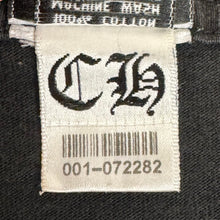 MACHINE WASH
100% COTTON
CH
001-072282